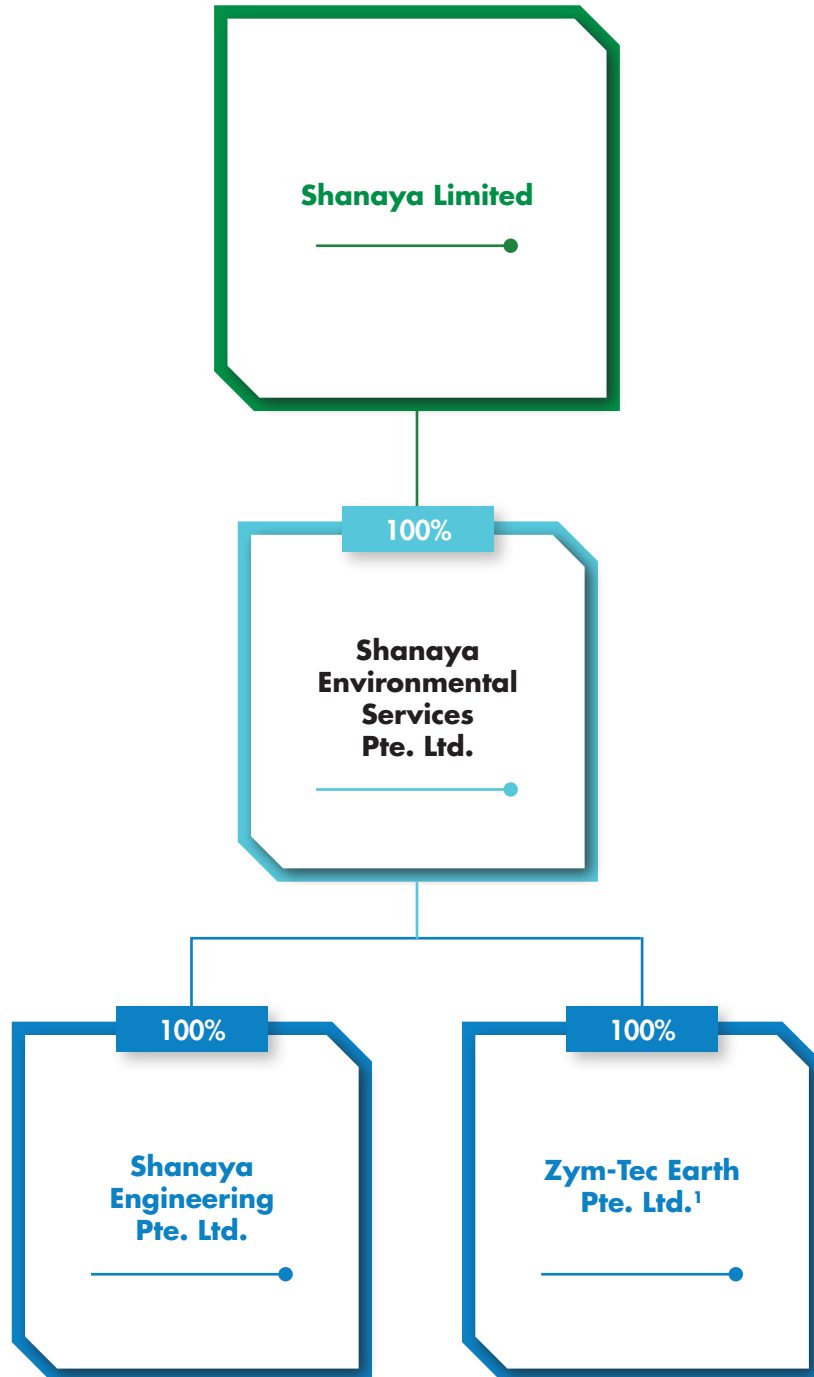 Shanaya Limited
100%
Shanaya
Environmental
Services
Pte. Ltd.
100%
Shanaya
Engineering
Pte. Ltd.
100%
Zym-Tec Earth
Pte. Ltd.¹